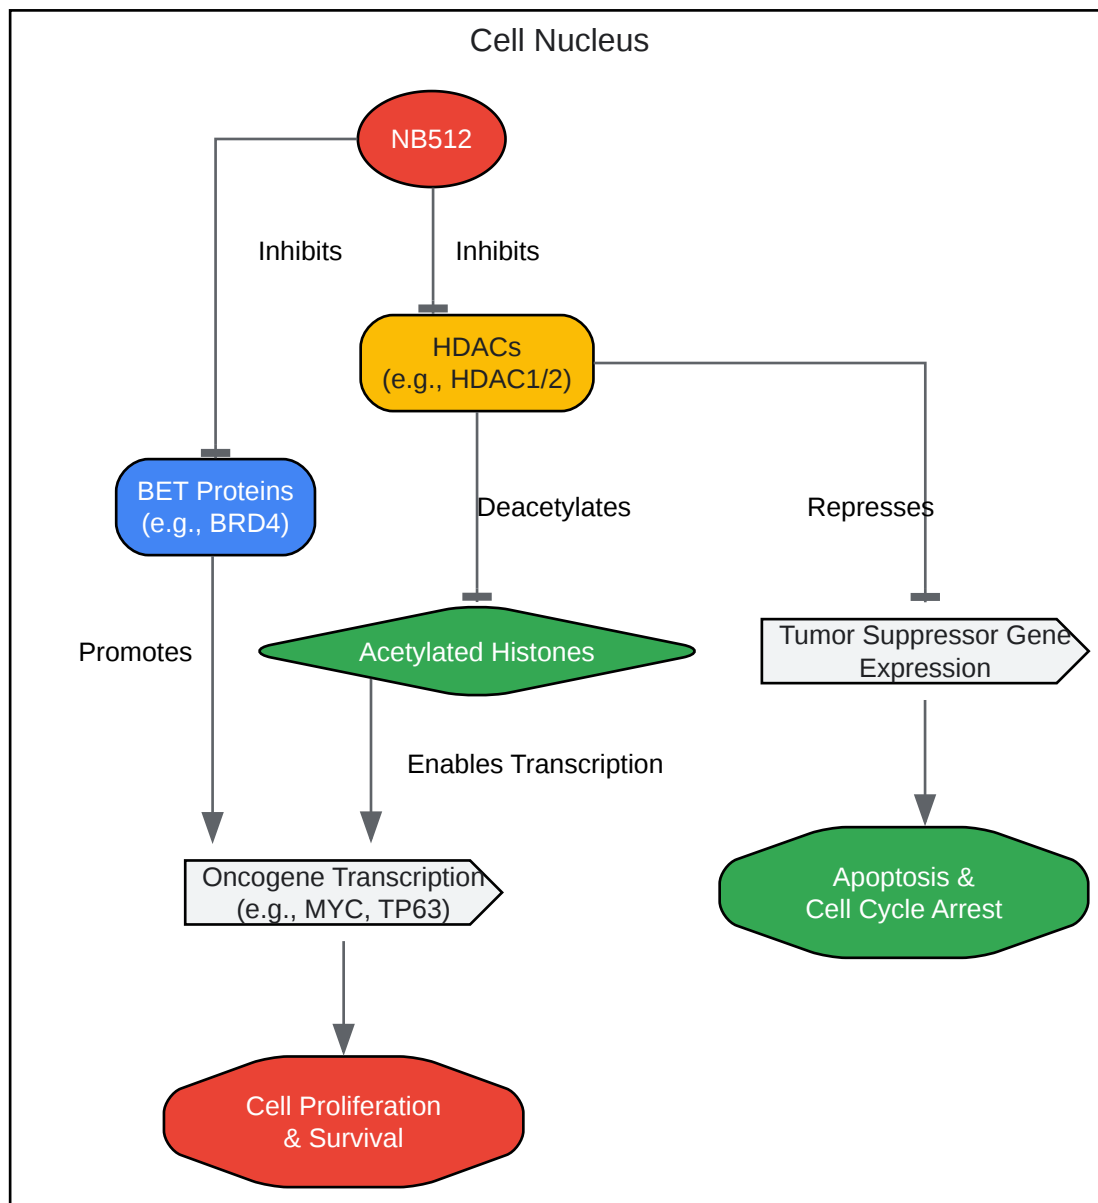 Cell Nucleus
NB512
Inhibits
Inhibits
HDACs
(e.g., HDAC1/2)
BET Proteins
(e.g., BRD4)
Deacetylates
Represses
Promotes
Acetylated Histones
Tumor Suppressor Gene
Expression
Enables Transcription
Oncogene Transcription
(e.g., MYC, TP63)
Apoptosis &
Cell Cycle Arrest
Cell Proliferation
& Survival